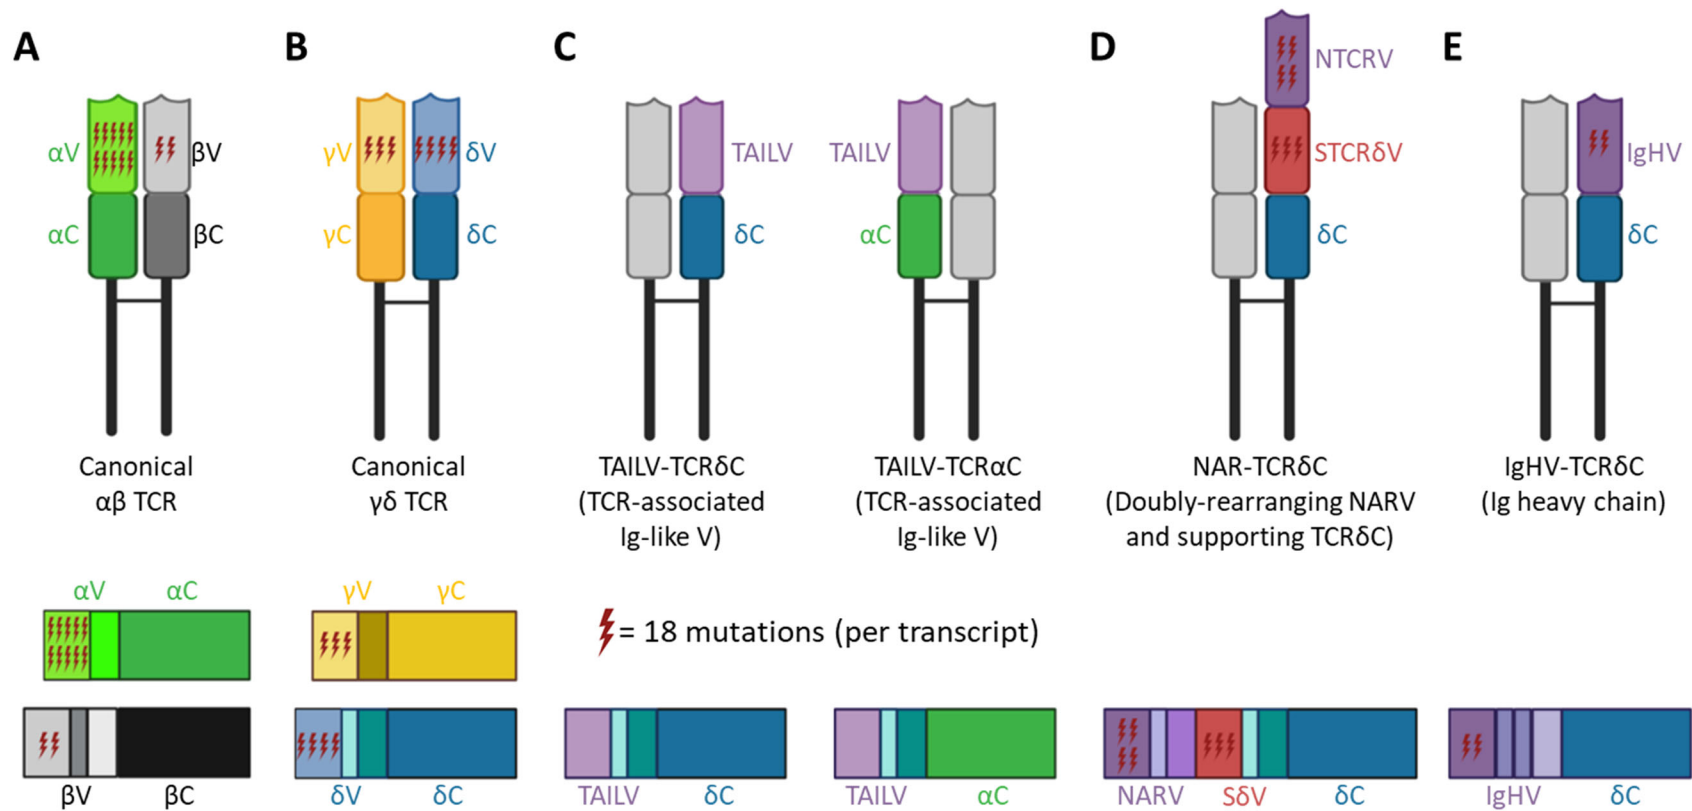 A
B
C
D
E
NTCRV
αV
βV
γV
δV
TAILV
TAILV
STCRδV
IgHV
αC
βC
γC
δC
δC
αC
δC
δC
Canonical
αβ TCR
Canonical
γδ TCR
TAILV-TCRδC
(TCR-associated
Ig-like V)
TAILV-TCRαC
(TCR-associated
Ig-like V)
NAR-TCRδC
(Doubly-rearranging NARV
and supporting TCRδC)
IgHV-TCRδC
(Ig heavy chain)
αV αC
γV γC
= 18 mutations (per transcript)
βV βC
δV δC
TAILV δC
TAILV αC
NARV SδV δC
IgHV δC